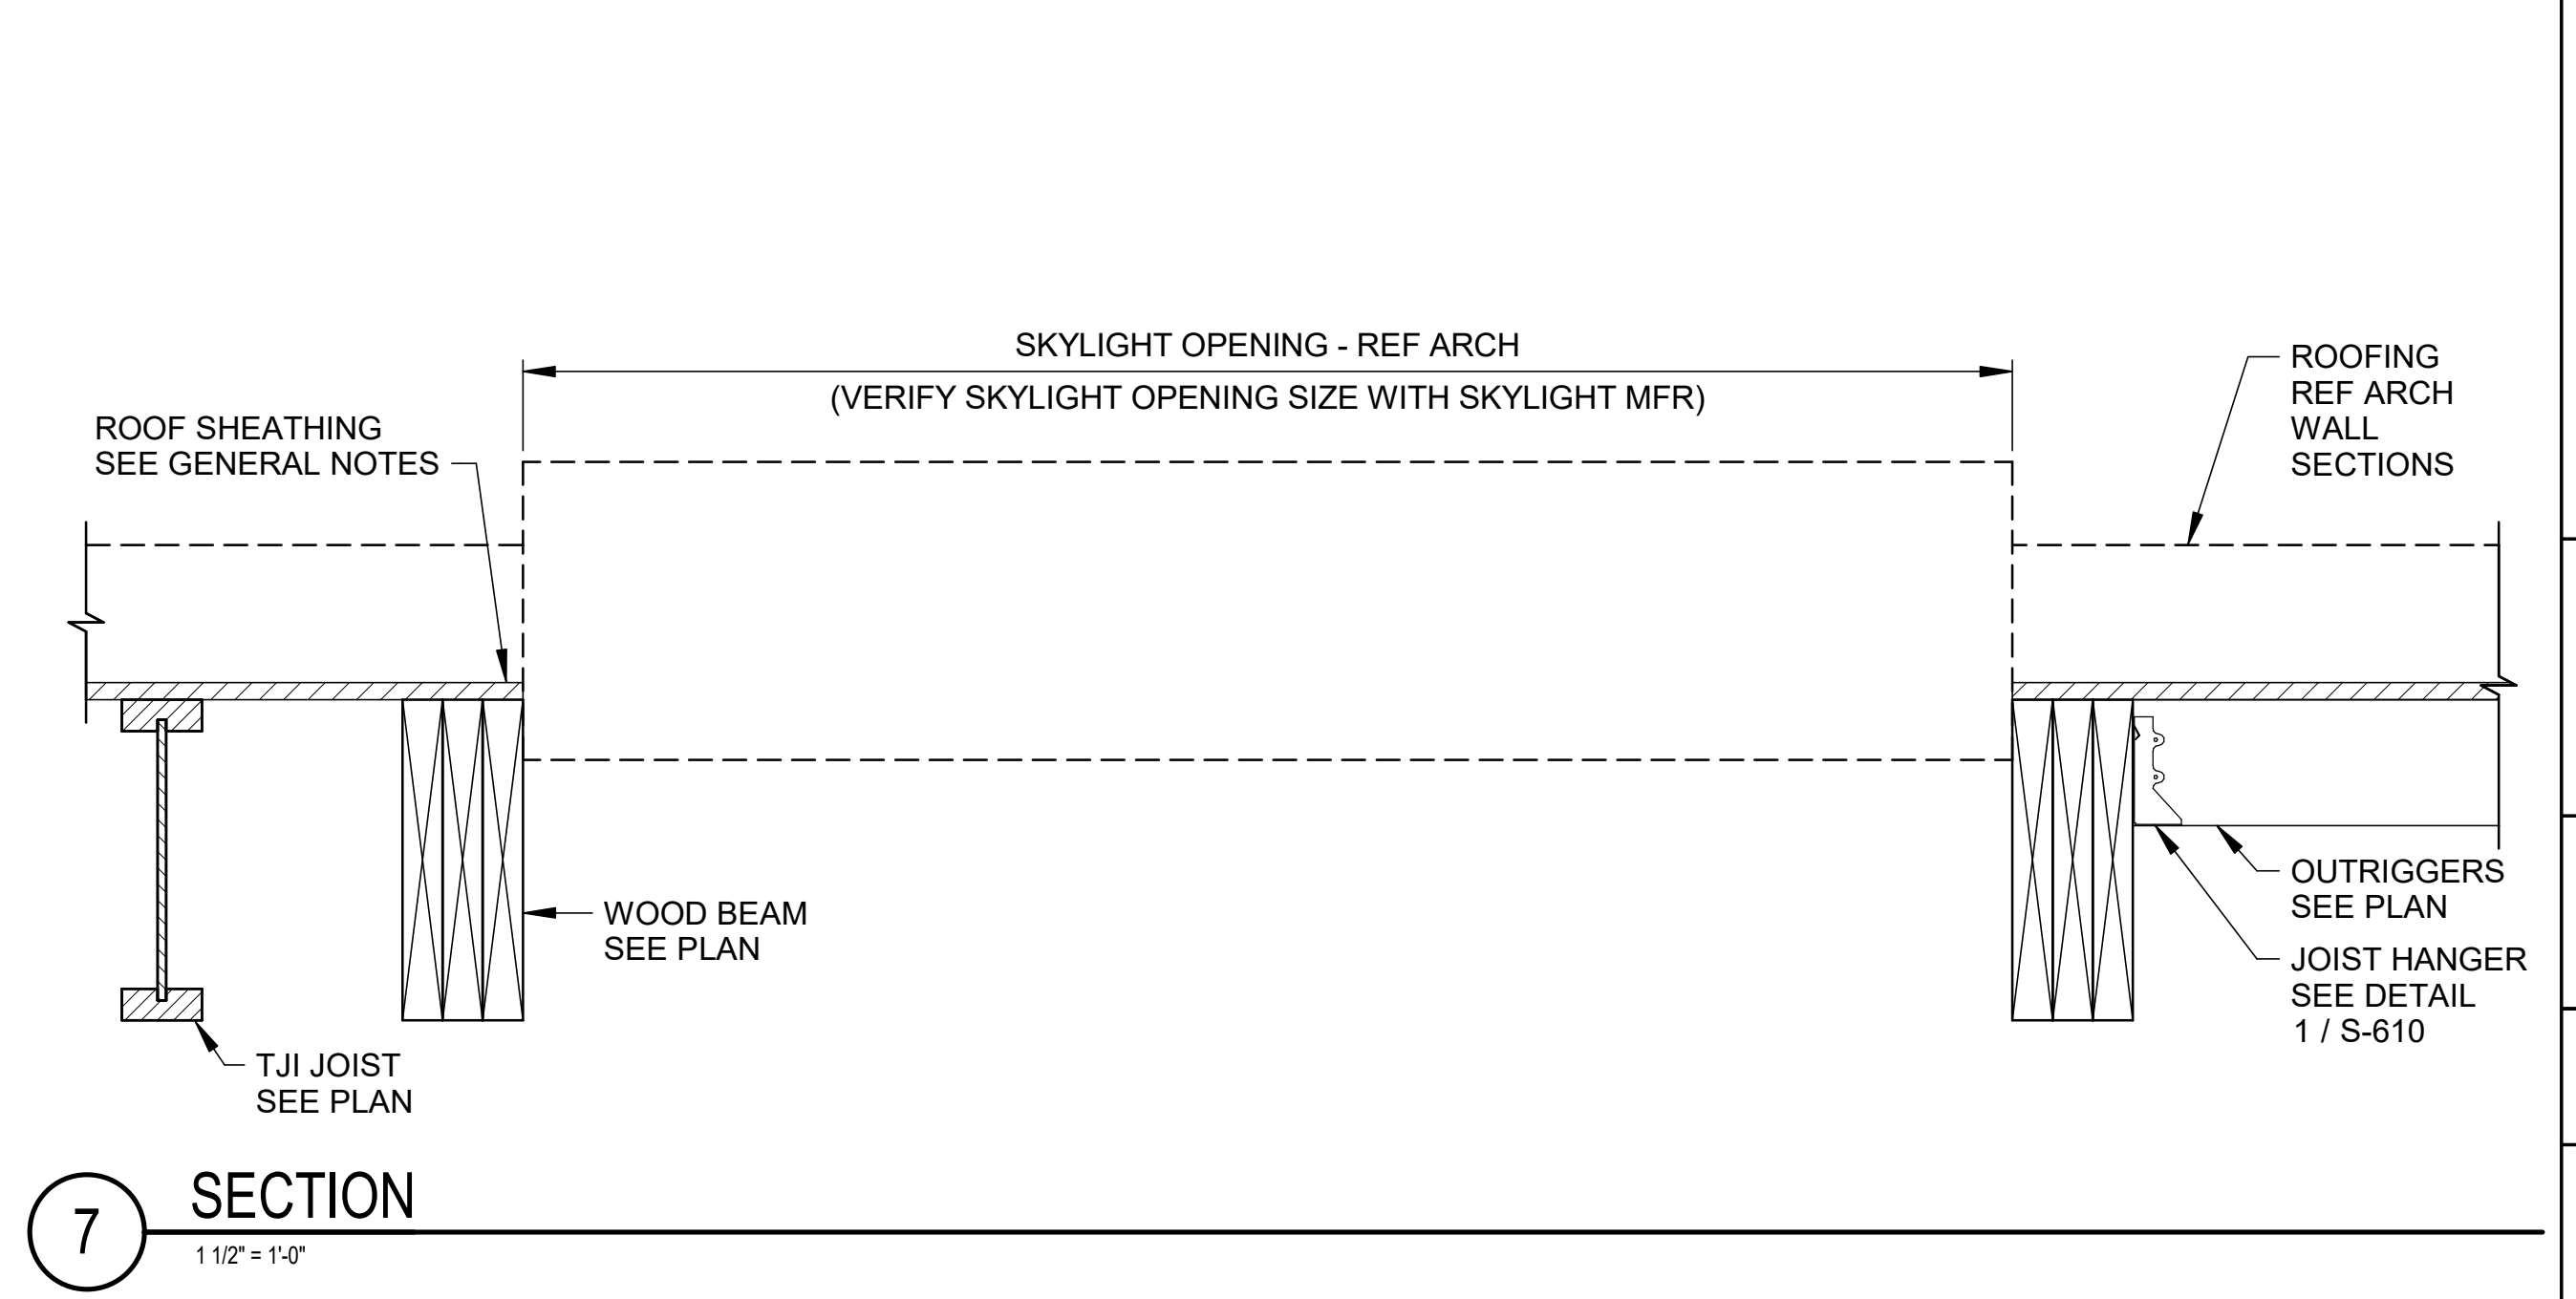 SKYLIGHT OPENING - REF ARCH
(VERIFY SKYLIGHT OPENING SIZE WITH SKYLIGHT MFR)
ROOFING
REF ARCH
WALL
SECTIONS
ROOF SHEATHING
SEE GENERAL NOTES
WOOD BEAM
SEE PLAN
OUTRIGGERS
SEE PLAN
JOIST HANGER
SEE DETAIL
1 / S-610
TJI JOIST
SEE PLAN
7
SECTION
1 1/2" = 1'-0"